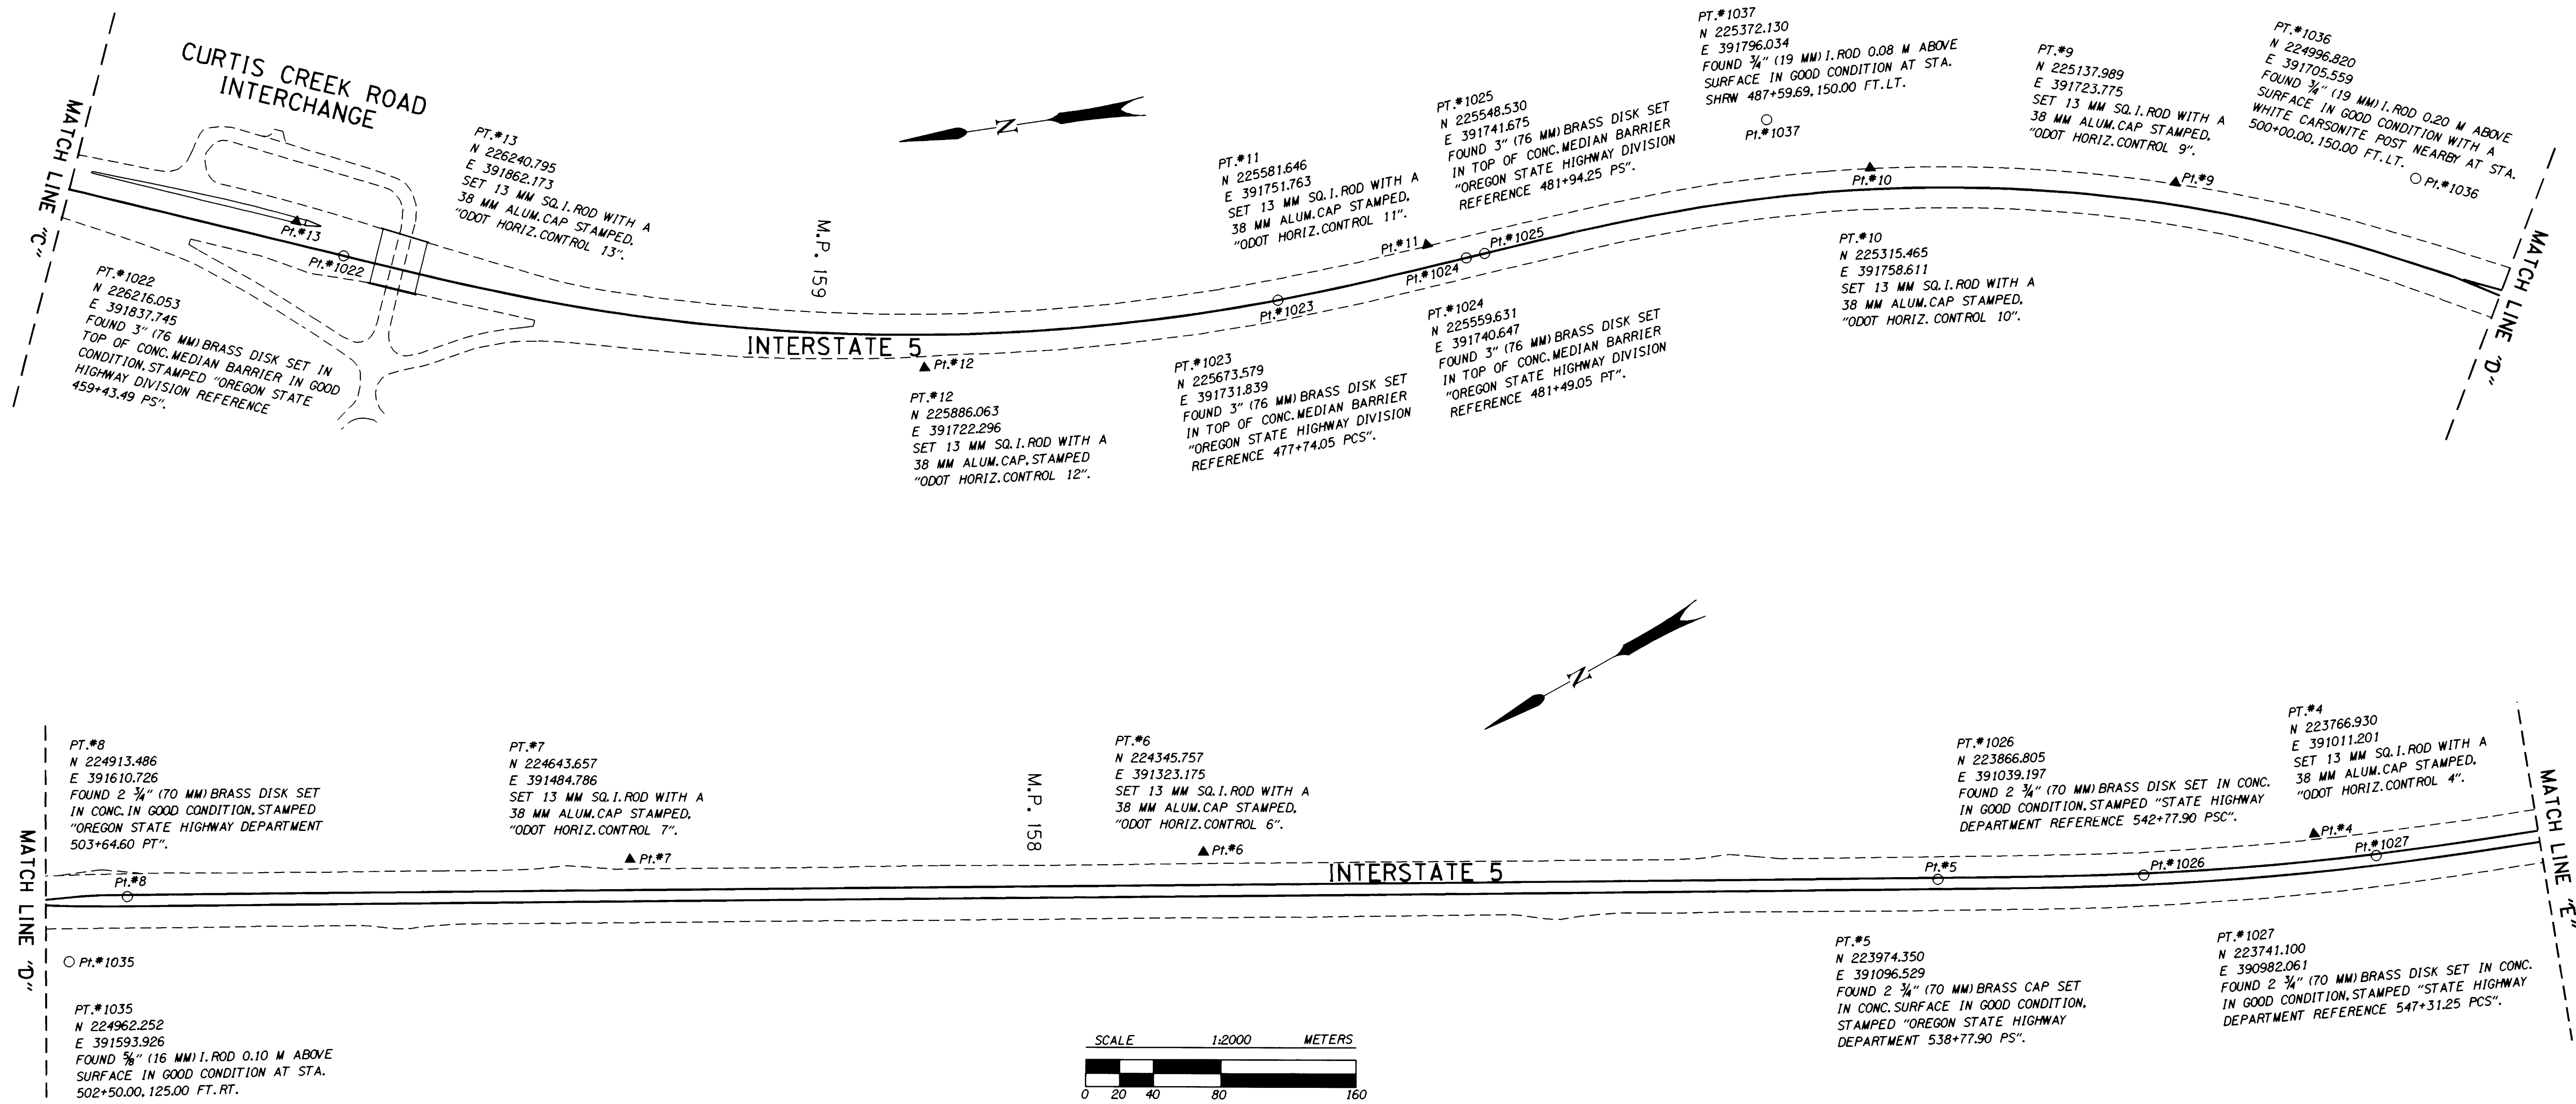 CURTIS CREEK ROAD
INTERCHANGE
MATCH LINE "C"
PT.#13
N 226240.795
E 391862.173
SET 13 MM SQ.I.ROD WITH A
38 MM ALUM.CAP STAMPED,
"ODOT HORIZ.CONTROL 13".
Pt.#13
Pt.#1022
PT.#1022
N 226216.053
E 391837.745
FOUND 3" (76 MM) BRASS DISK SET IN
TOP OF CONC.MEDIAN BARRIER IN GOOD
CONDITION,STAMPED "OREGON STATE
HIGHWAY DIVISION REFERENCE
459+43.49 PS".
M.P. 159
N
INTERSTATE 5
Pt.#12
PT.#12
N 225886.063
E 391722.296
SET 13 MM SQ.I.ROD WITH A
38 MM ALUM.CAP,STAMPED
"ODOT HORIZ.CONTROL 12".
PT.#11
N 225581.646
E 391751.763
SET 13 MM SQ.I.ROD WITH A
38 MM ALUM.CAP STAMPED,
"ODOT HORIZ.CONTROL 11".
Pt.#11
Pt.#1023
PT.#1023
N 225673.579
E 391731.839
FOUND 3" (76 MM) BRASS DISK SET
IN TOP OF CONC.MEDIAN BARRIER
"OREGON STATE HIGHWAY DIVISION
REFERENCE 477+74.05 PCS".
PT.#1025
N 225548.530
E 391741.675
FOUND 3" (76 MM) BRASS DISK SET
IN TOP OF CONC.MEDIAN BARRIER
"OREGON STATE HIGHWAY DIVISION
REFERENCE 481+94.25 PS".
Pt.#1025
Pt.#1024
PT.#1024
N 225559.631
E 391740.647
FOUND 3" (76 MM) BRASS DISK SET
IN TOP OF CONC.MEDIAN BARRIER
"OREGON STATE HIGHWAY DIVISION
REFERENCE 481+49.05 PT".
PT.#1037
N 225372.130
E 391796.034
FOUND 3/4" (19 MM) I.ROD 0.08 M ABOVE
SURFACE IN GOOD CONDITION AT STA.
SHRW 487+59.69,150.00 FT.LT.
Pt.#1037
Pt.#10
PT.#10
N 225315.465
E 391758.611
SET 13 MM SQ.I.ROD WITH A
38 MM ALUM.CAP STAMPED,
"ODOT HORIZ. CONTROL 10".
PT.#9
N 225137.989
E 391723.775
SET 13 MM SQ.I.ROD WITH A
38 MM ALUM.CAP STAMPED,
"ODOT HORIZ.CONTROL 9".
Pt.#9
PT.#1036
N 224996.820
E 391705.559
FOUND 3/4" (19 MM) I.ROD 0.20 M ABOVE
SURFACE IN GOOD CONDITION WITH A
WHITE CARSONITE POST NEARBY AT STA.
500+00.00,150.00 FT.LT.
Pt.#1036
MATCH LINE "D"
N
MATCH LINE "D"
PT.#8
N 224913.486
E 391610.726
FOUND 2 3/4" (70 MM) BRASS DISK SET
IN CONC.IN GOOD CONDITION,STAMPED
"OREGON STATE HIGHWAY DEPARTMENT
503+64.60 PT".
Pt.#8
Pt.#1035
PT.#1035
N 224962.252
E 391593.926
FOUND 5/8" (16 MM) I.ROD 0.10 M ABOVE
SURFACE IN GOOD CONDITION AT STA.
502+50.00,125.00 FT.RT.
PT.#7
N 224643.657
E 391484.786
SET 13 MM SQ.I.ROD WITH A
38 MM ALUM.CAP STAMPED,
"ODOT HORIZ.CONTROL 7".
Pt.#7
M.P. 158
PT.#6
N 224345.757
E 391323.175
SET 13 MM SQ.I.ROD WITH A
38 MM ALUM.CAP STAMPED,
"ODOT HORIZ.CONTROL 6".
Pt.#6
INTERSTATE 5
SCALE 1:2000 METERS
0 20 40 80 160
PT.#1026
N 223866.805
E 391039.197
FOUND 2 3/4" (70 MM) BRASS DISK SET IN CONC.
IN GOOD CONDITION,STAMPED "STATE HIGHWAY
DEPARTMENT REFERENCE 542+77.90 PSC".
Pt.#5
Pt.#1026
PT.#5
N 223974.350
E 391096.529
FOUND 2 3/4" (70 MM) BRASS CAP SET
IN CONC.SURFACE IN GOOD CONDITION,
STAMPED "OREGON STATE HIGHWAY
DEPARTMENT 538+77.90 PS".
PT.#4
N 223766.930
E 391011.201
SET 13 MM SQ.I.ROD WITH A
38 MM ALUM.CAP STAMPED,
"ODOT HORIZ.CONTROL 4".
Pt.#4
Pt.#1027
PT.#1027
N 223741.100
E 390982.061
FOUND 2 3/4" (70 MM) BRASS DISK SET IN CONC.
IN GOOD CONDITION,STAMPED "STATE HIGHWAY
DEPARTMENT REFERENCE 547+31.25 PCS".
MATCH LINE "E"